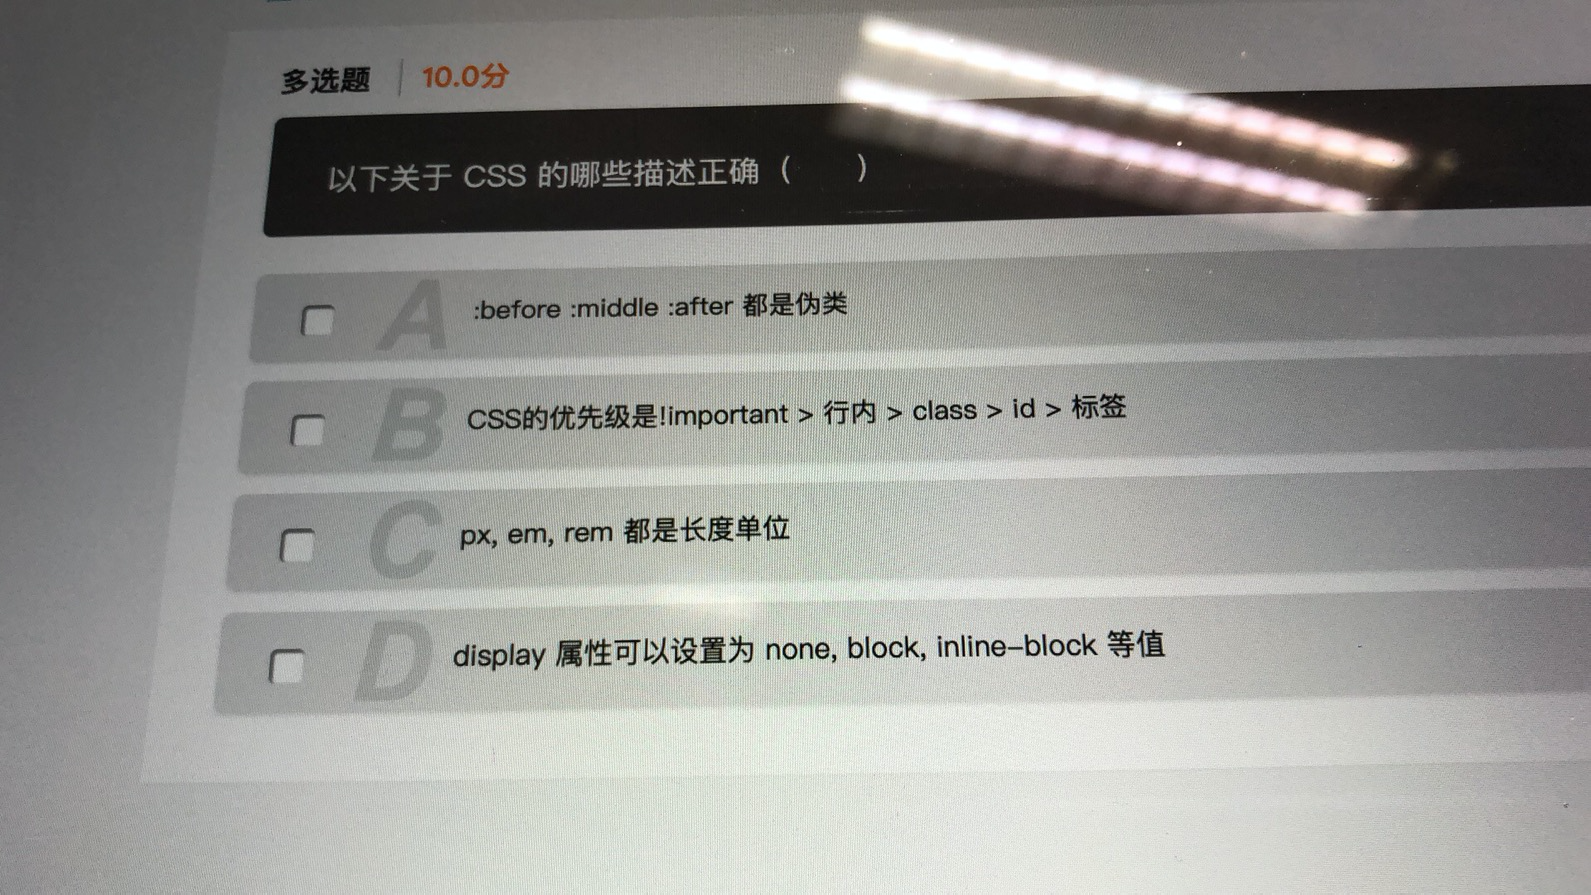 多选题 10.0分
以下关于 CSS 的哪些描述正确（ ）
A :before :middle :after 都是伪类
B CSS的优先级是!important > 行内 > class > id > 标签
C px, em, rem 都是长度单位
D display 属性可以设置为 none, block, inline-block 等值